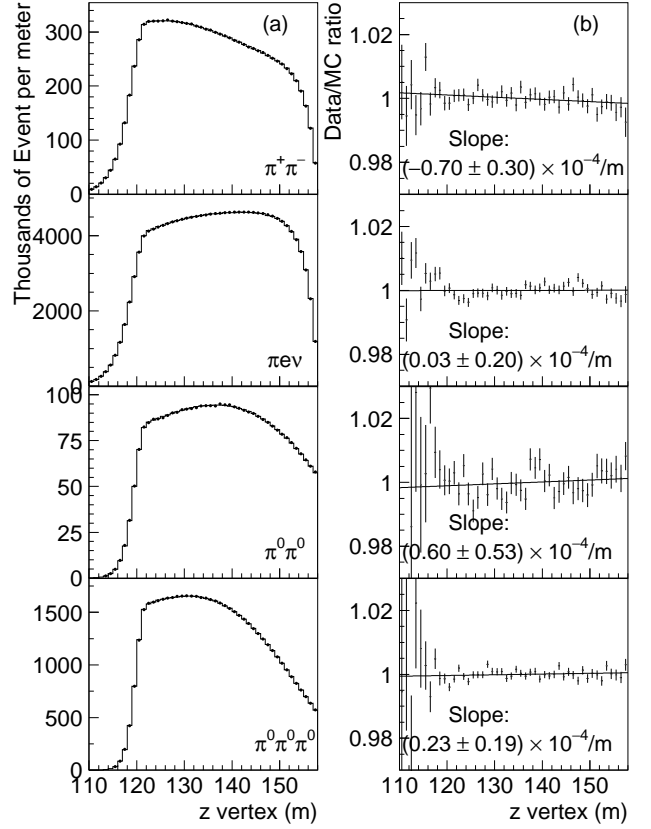 Thousands of Event per meter
(a)
300
200
100
0
π⁺π⁻
4000
2000
0
πeν
100
75
50
25
0
π⁰π⁰
1500
1000
500
0
π⁰π⁰π⁰
110 120 130 140 150
z vertex (m)
Data/MC ratio
(b)
1.02
1
0.98
Slope:
(−0.70 ± 0.30) × 10⁻⁴/m
1.02
1
0.98
Slope:
(0.03 ± 0.20) × 10⁻⁴/m
1.02
1
0.98
Slope:
(0.60 ± 0.53) × 10⁻⁴/m
1.02
1
0.98
Slope:
(0.23 ± 0.19) × 10⁻⁴/m
110 120 130 140 150
z vertex (m)